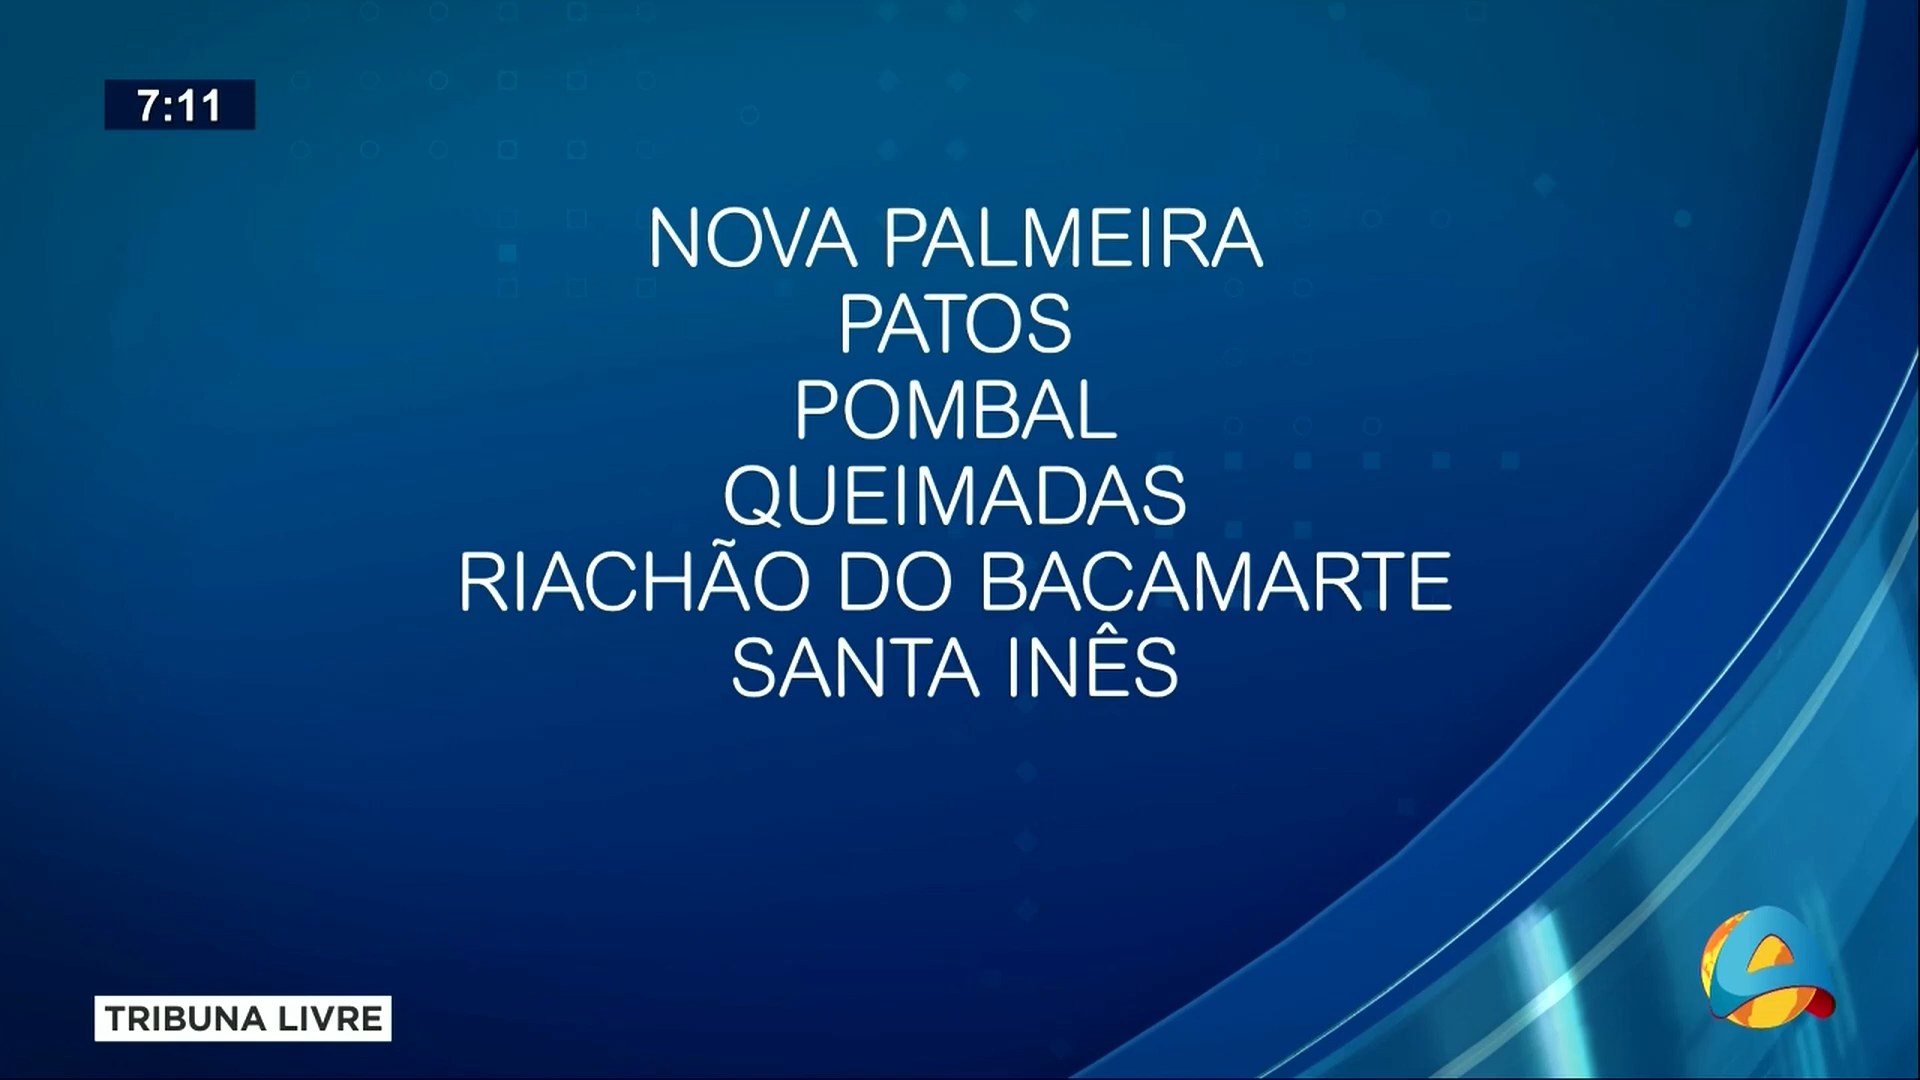 7:11
NOVA PALMEIRA
PATOS
POMBAL
QUEIMADAS
RIACHÃO DO BACAMARTE
SANTA INÊS
TRIBUNA LIVRE